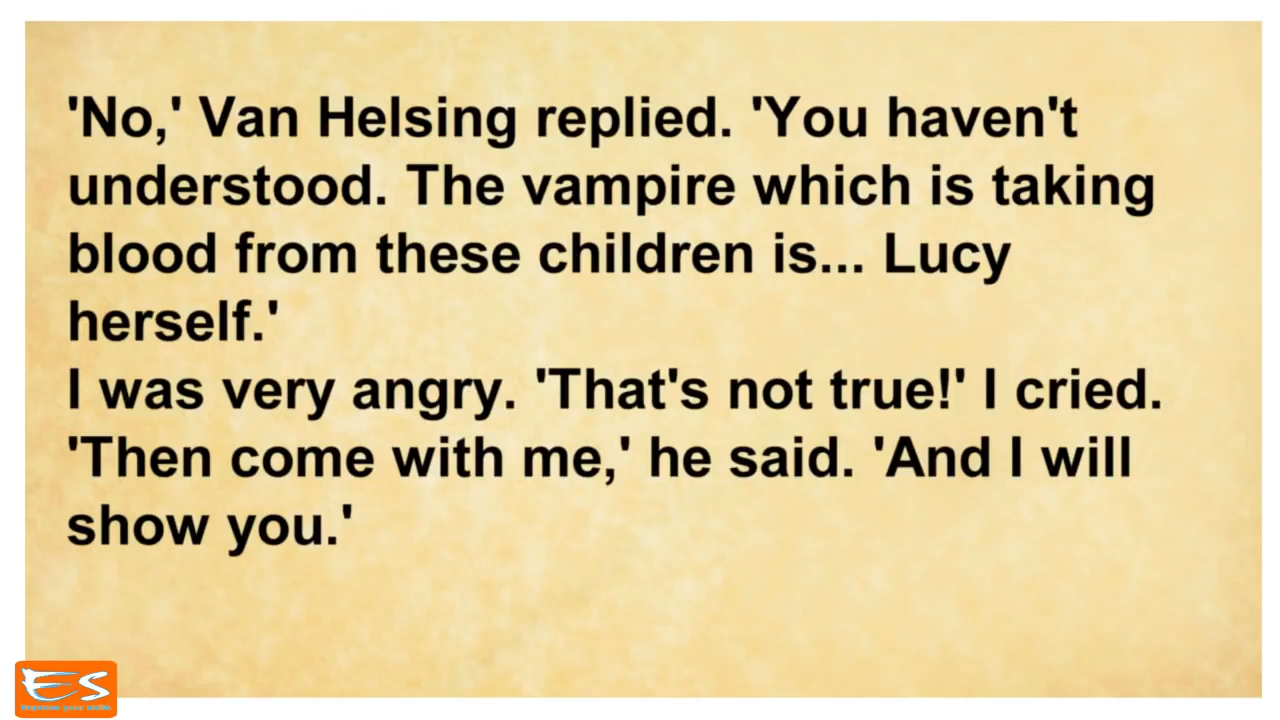 'No,' Van Helsing replied. 'You haven't
understood. The vampire which is taking
blood from these children is... Lucy
herself.'
I was very angry. 'That's not true!' I cried.
'Then come with me,' he said. 'And I will
show you.'
ES